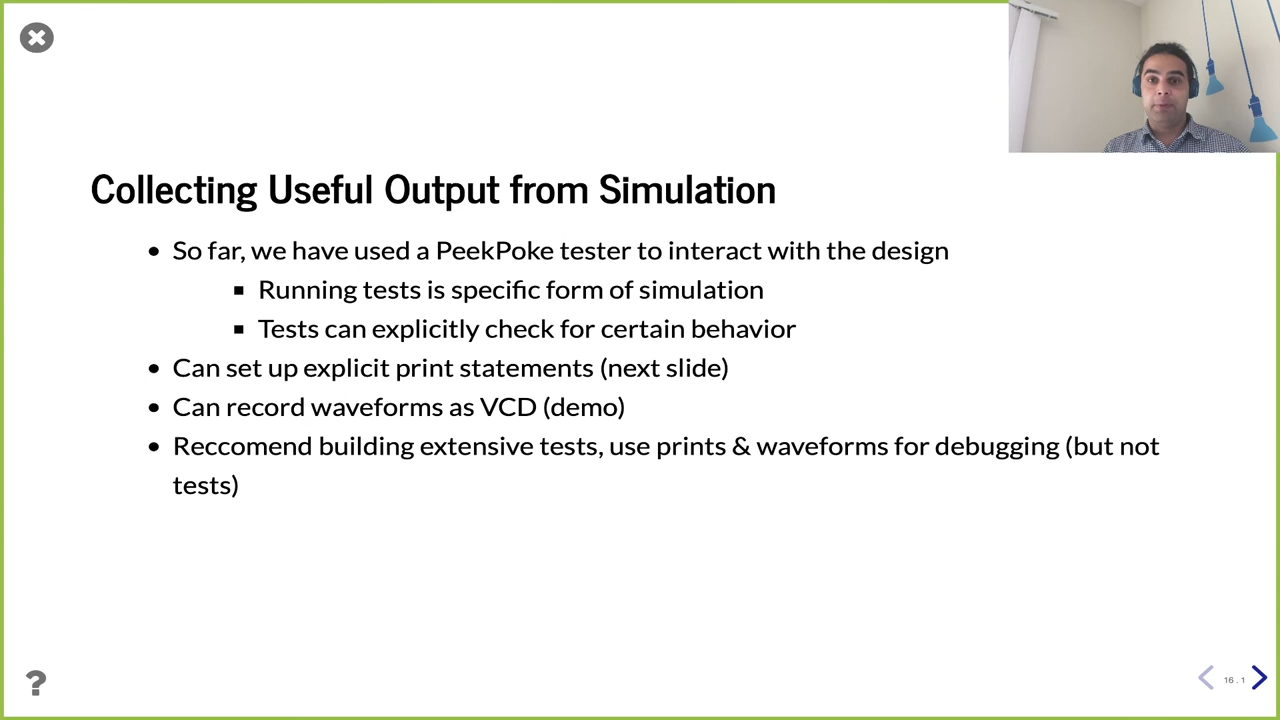 Collecting Useful Output from Simulation
So far, we have used a PeekPoke tester to interact with the design
Running tests is specific form of simulation
Tests can explicitly check for certain behavior
Can set up explicit print statements (next slide)
Can record waveforms as VCD (demo)
Reccomend building extensive tests, use prints & waveforms for debugging (but not
tests)
?
16 . 1